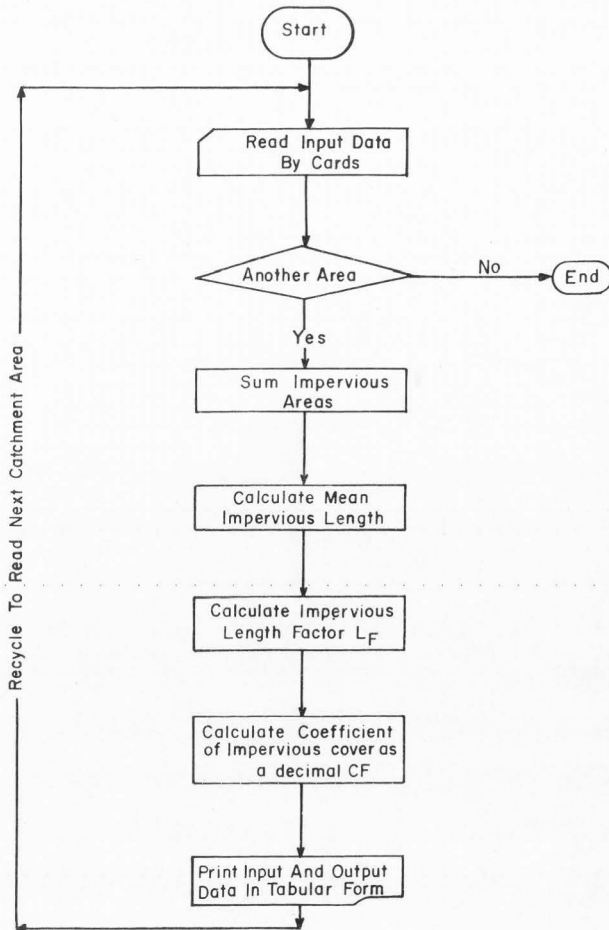 Start
Read Input Data
By Cards
Another Area
No
End
Yes
Sum Impervious
Areas
Calculate Mean
Impervious Length
Calculate Impervious
Length Factor LF
Calculate Coefficient
of Impervious cover as
a decimal CF
Print Input And Output
Data In Tabular Form
Recycle To Read Next Catchment Area